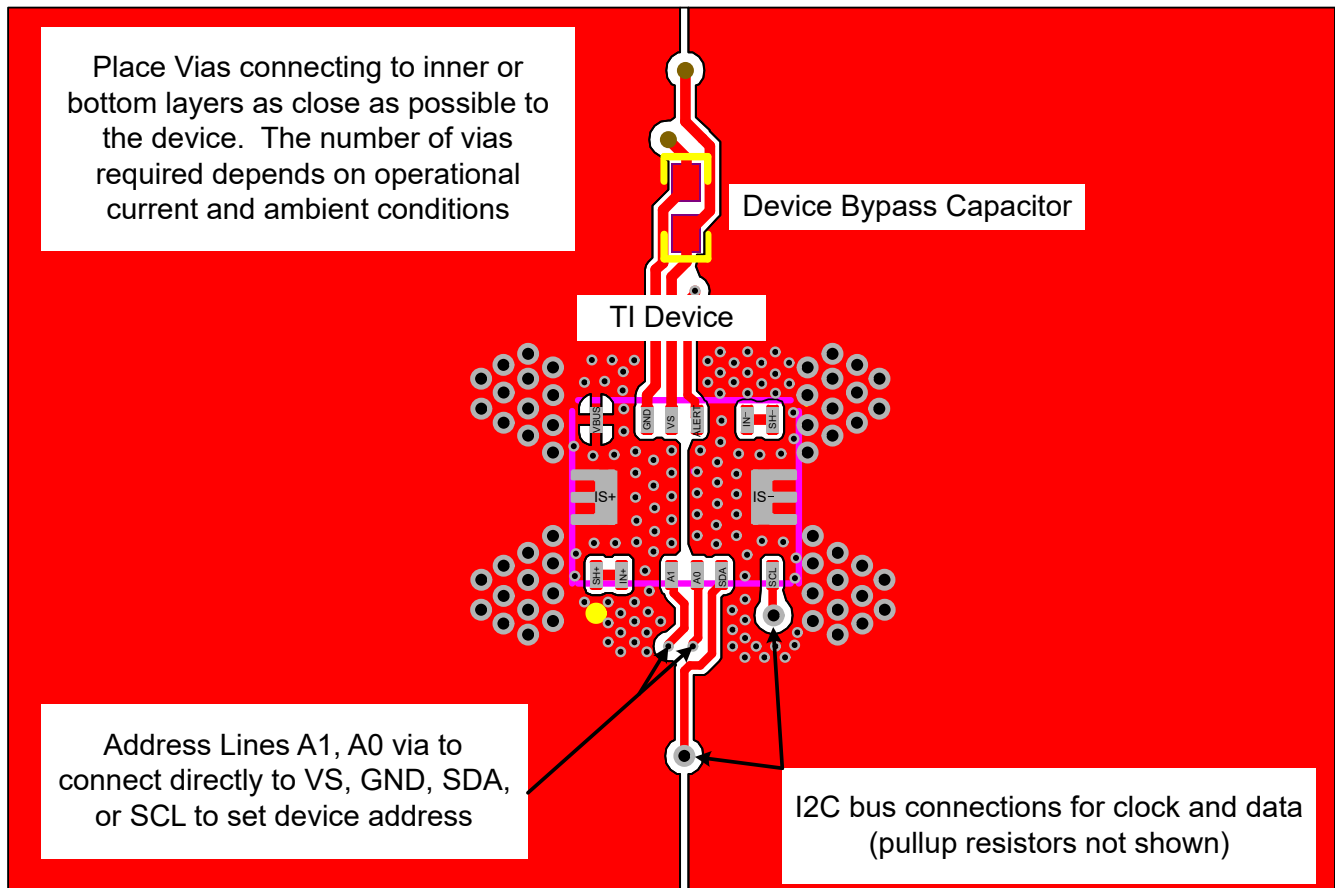 Place Vias connecting to inner or
bottom layers as close as possible to
the device.  The number of vias
required depends on operational
current and ambient conditions
Device Bypass Capacitor
TI Device
VBUS
GND
VS
ALERT
IN−
SH−
IS+
IS−
SH+
IN+
A1
A0
SDA
SCL
Address Lines A1, A0 via to
connect directly to VS, GND, SDA,
or SCL to set device address
I2C bus connections for clock and data
(pullup resistors not shown)